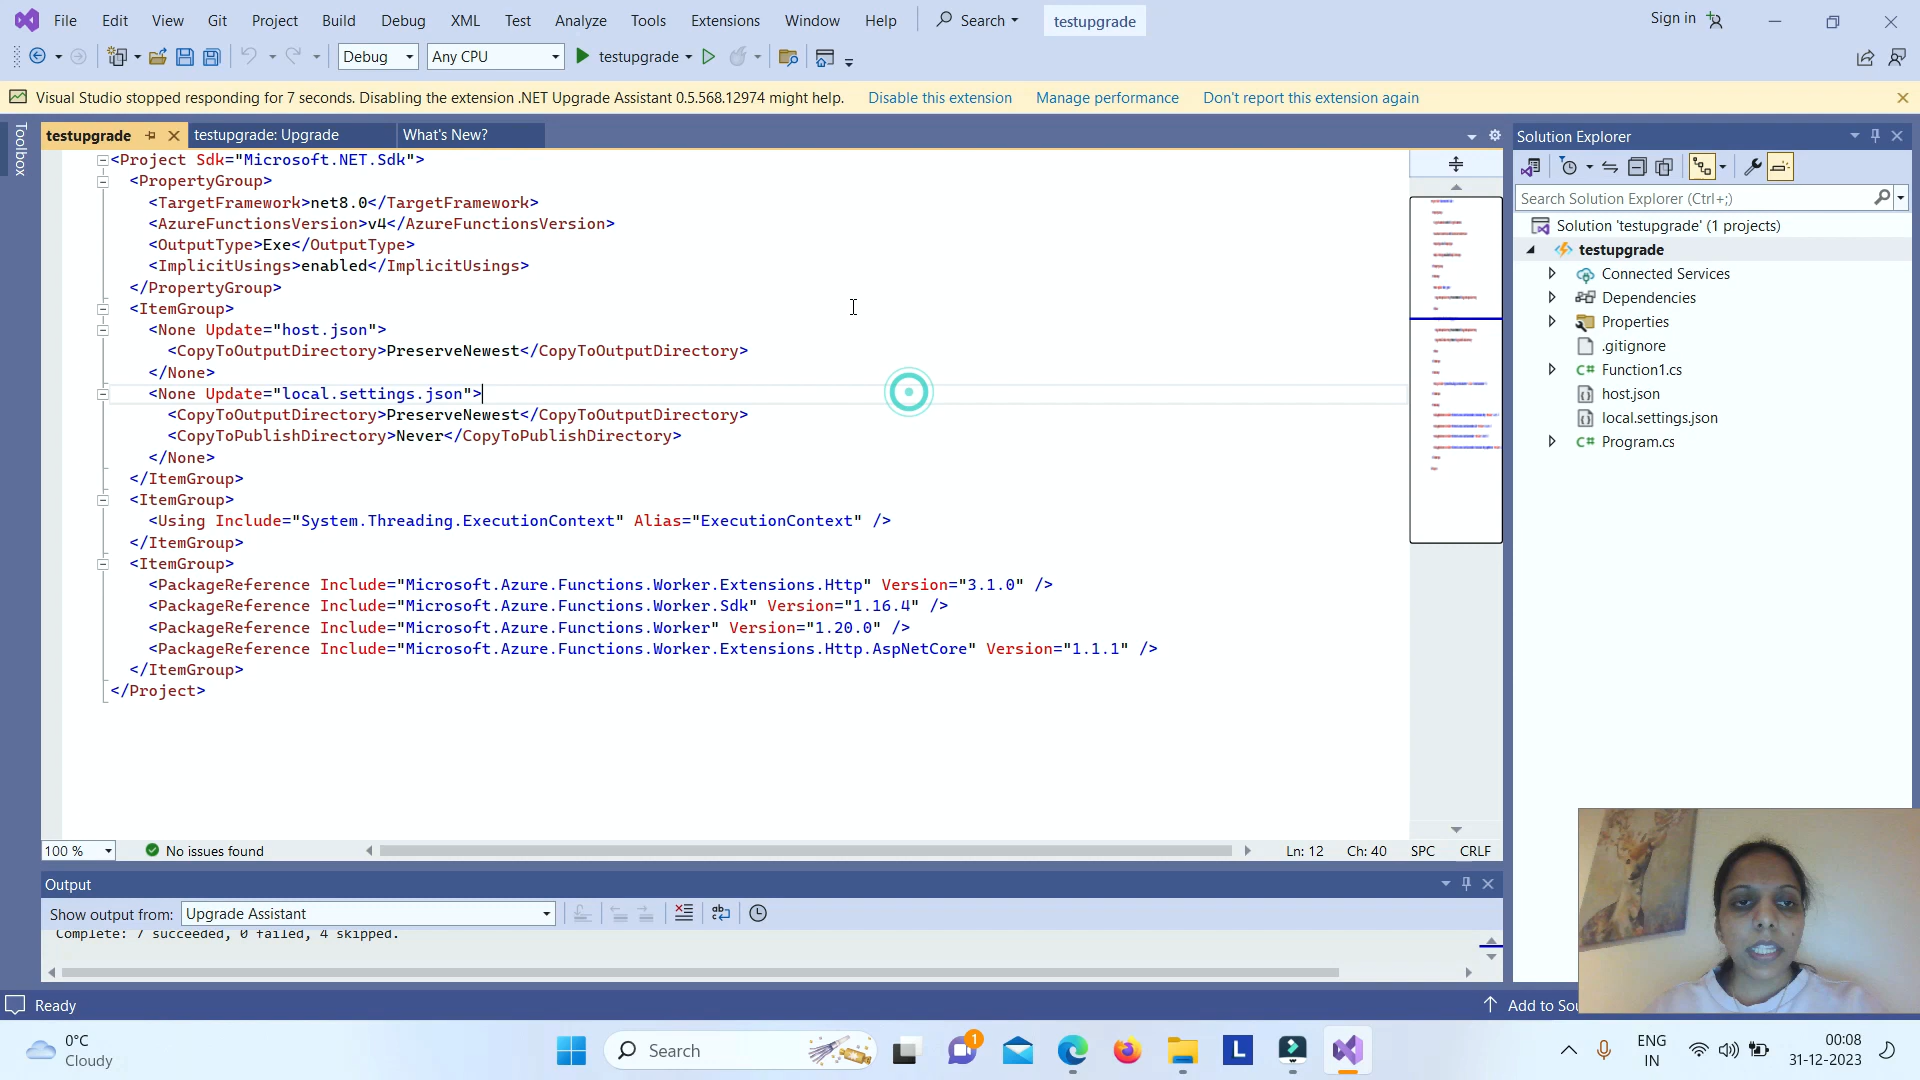 File Edit View Git Project Build Debug XML Test Analyze Tools Extensions Window Help Search testupgrade Sign in
Debug Any CPU testupgrade
Visual Studio stopped responding for 7 seconds. Disabling the extension .NET Upgrade Assistant 0.5.568.12974 might help. Disable this extension Manage performance Don't report this extension again
Toolbox
testupgrade testupgrade: Upgrade What's New?
<Project Sdk="Microsoft.NET.Sdk">
<PropertyGroup>
<TargetFramework>net8.0</TargetFramework>
<AzureFunctionsVersion>v4</AzureFunctionsVersion>
<OutputType>Exe</OutputType>
<ImplicitUsings>enabled</ImplicitUsings>
</PropertyGroup>
<ItemGroup>
<None Update="host.json">
<CopyToOutputDirectory>PreserveNewest</CopyToOutputDirectory>
</None>
<None Update="local.settings.json">
<CopyToOutputDirectory>PreserveNewest</CopyToOutputDirectory>
<CopyToPublishDirectory>Never</CopyToPublishDirectory>
</None>
</ItemGroup>
<ItemGroup>
<Using Include="System.Threading.ExecutionContext" Alias="ExecutionContext" />
</ItemGroup>
<ItemGroup>
<PackageReference Include="Microsoft.Azure.Functions.Worker.Extensions.Http" Version="3.1.0" />
<PackageReference Include="Microsoft.Azure.Functions.Worker.Sdk" Version="1.16.4" />
<PackageReference Include="Microsoft.Azure.Functions.Worker" Version="1.20.0" />
<PackageReference Include="Microsoft.Azure.Functions.Worker.Extensions.Http.AspNetCore" Version="1.1.1" />
</ItemGroup>
</Project>
100 % No issues found Ln: 12 Ch: 40 SPC CRLF
Output
Show output from: Upgrade Assistant
Complete: 7 succeeded, 0 failed, 4 skipped.
Solution Explorer
Search Solution Explorer (Ctrl+;)
Solution 'testupgrade' (1 projects)
testupgrade
Connected Services
Dependencies
Properties
.gitignore
C# Function1.cs
host.json
local.settings.json
C# Program.cs
Ready Add to Sou
0°C
Cloudy
Search
1
L
ENG
IN
00:08
31-12-2023